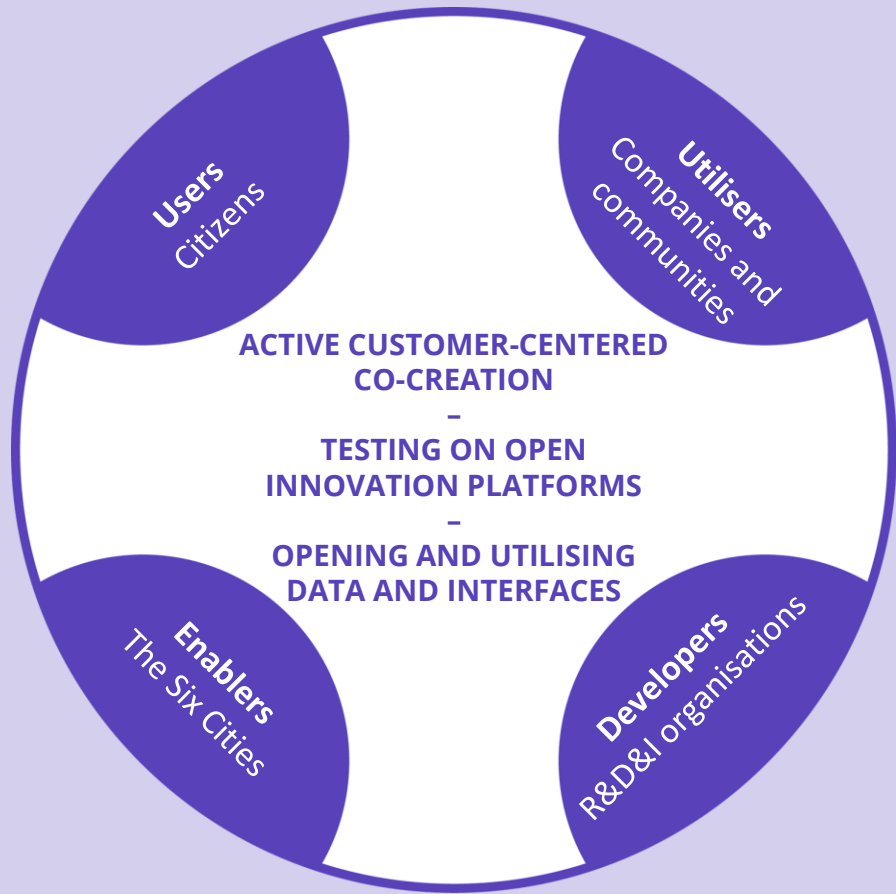 Users
Citizens
Utilisers
Companies and
communities
ACTIVE CUSTOMER-CENTERED
CO-CREATION
–
TESTING ON OPEN
INNOVATION PLATFORMS
–
OPENING AND UTILISING
DATA AND INTERFACES
Enablers
The Six Cities
Developers
R&D&I organisations